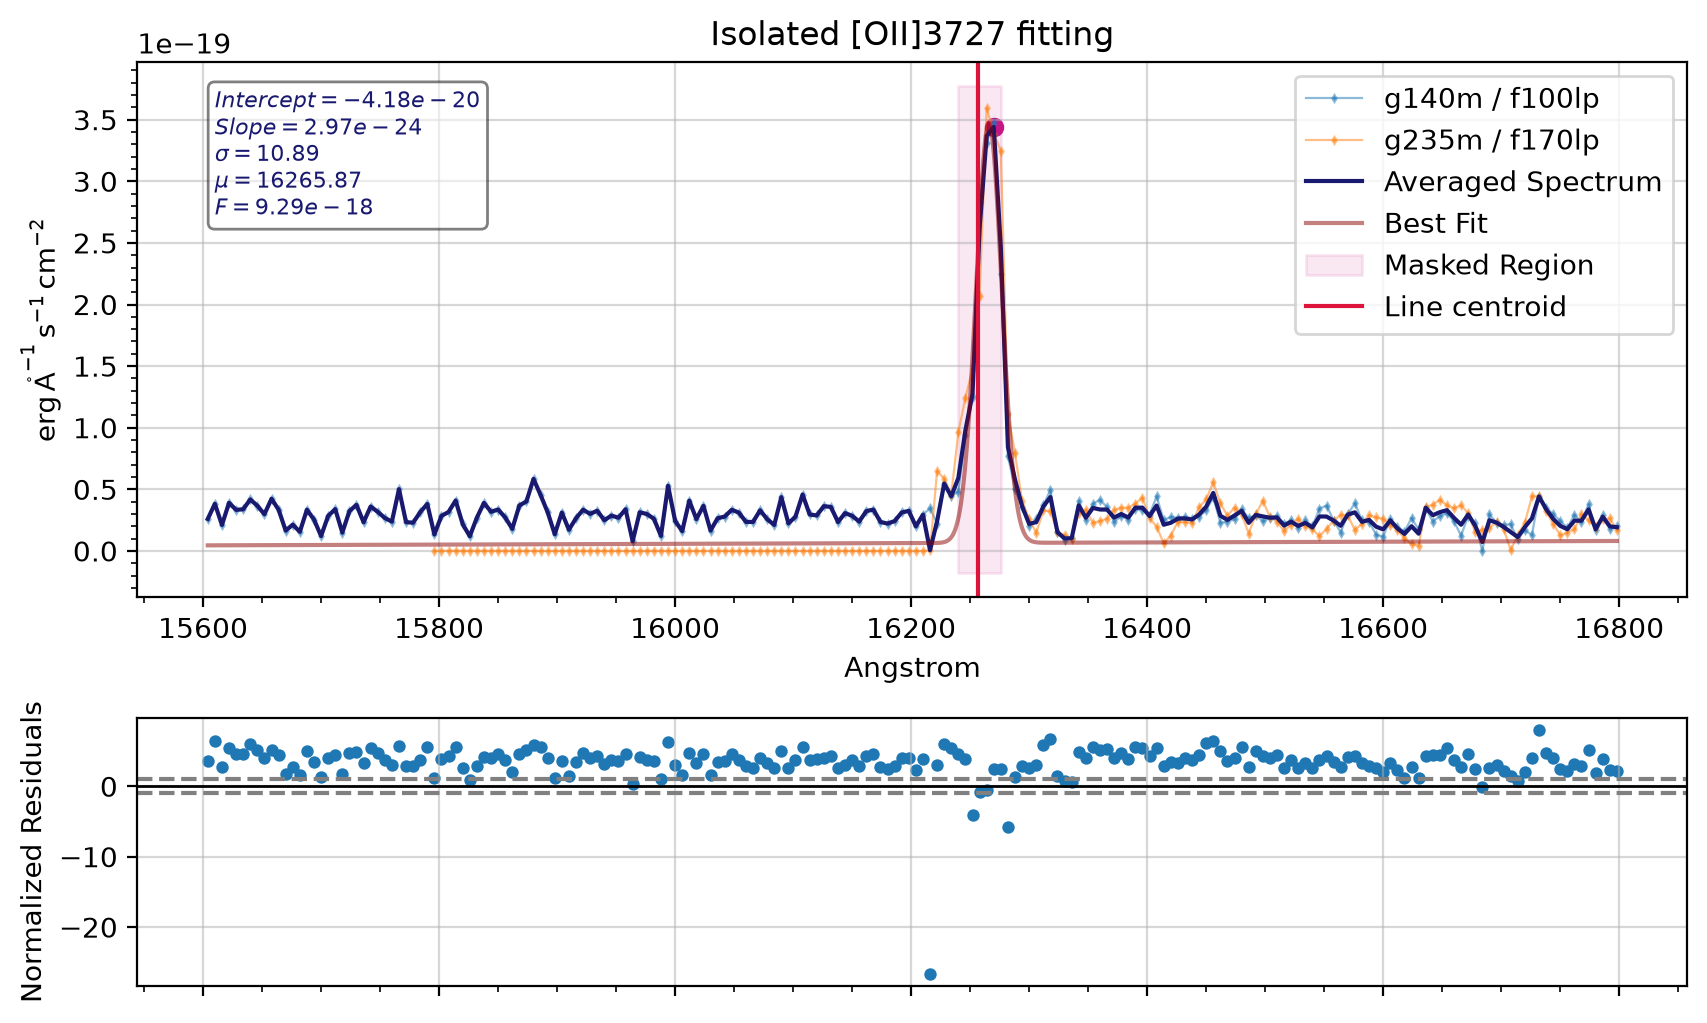 Isolated [OII]3727 fitting
1e−19
Intercept = −4.18e − 20
Slope = 2.97e − 24
σ = 10.89
μ = 16265.87
F = 9.29e − 18
g140m / f100lp
g235m / f170lp
Averaged Spectrum
Best Fit
Masked Region
Line centroid
erg Å⁻¹ s⁻¹ cm⁻²
3.5
3.0
2.5
2.0
1.5
1.0
0.5
0.0
15600 15800 16000 16200 16400 16600 16800
Angstrom
Normalized Residuals
0
−10
−20